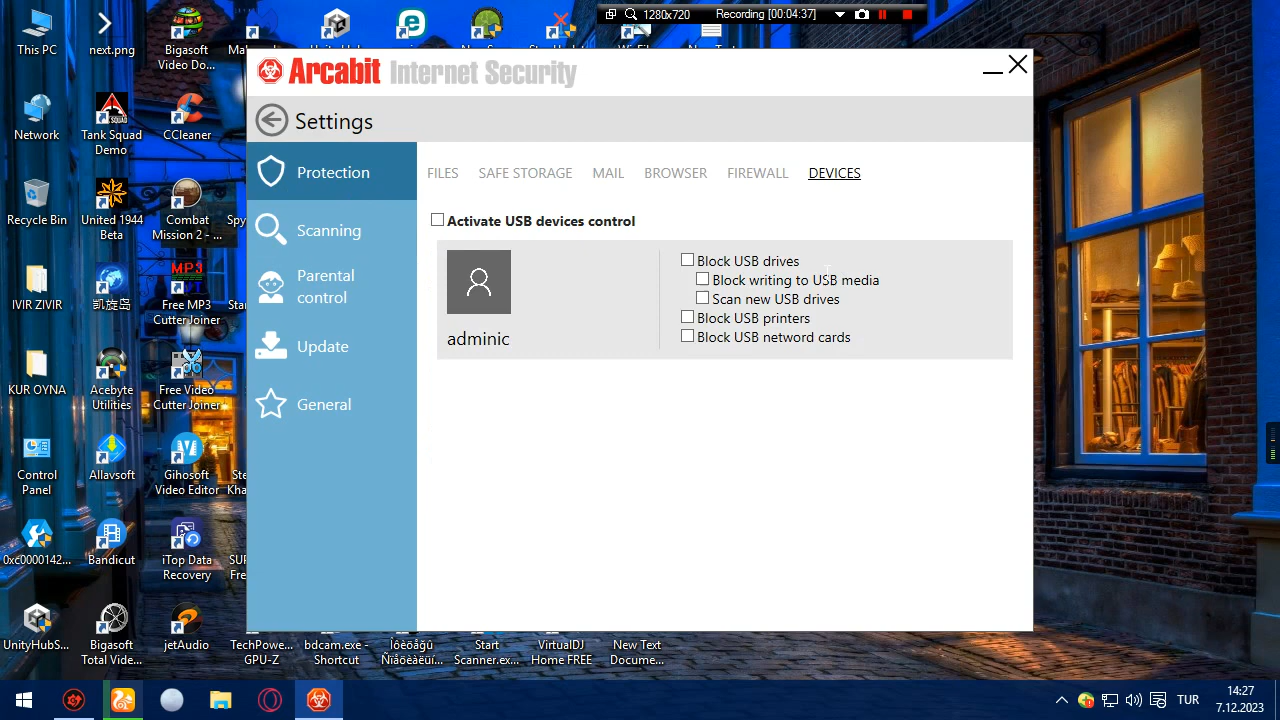 1280x720
Recording [00:04:37]
This PC
next.png
Bigasoft
Video Do...
Arcabit Internet Security
Settings
Network
Tank Squad
Demo
CCleaner
Protection
FILES
SAFE STORAGE
MAIL
BROWSER
FIREWALL
DEVICES
Recycle Bin
United 1944
Beta
Combat
Mission 2 - ...
Scanning
Activate USB devices control
Block USB drives
Block writing to USB media
Scan new USB drives
Block USB printers
Block USB netword cards
adminic
IVIR ZIVIR
凯旋岛
MP3
Free MP3
Cutter Joiner
Parental
control
Update
KUR OYNA
Acebyte
Utilities
Free Video
Cutter Joiner
General
Control
Panel
Allavsoft
Gihosoft
Video Editor
0xc0000142...
Bandicut
iTop Data
Recovery
UnityHubS...
Bigasoft
Total Vide...
jetAudio
TechPowe...
GPU-Z
bdcam.exe -
Shortcut
Start
Scanner.ex...
VirtualDJ
Home FREE
New Text
Docume...
TUR
14:27
7.12.2023